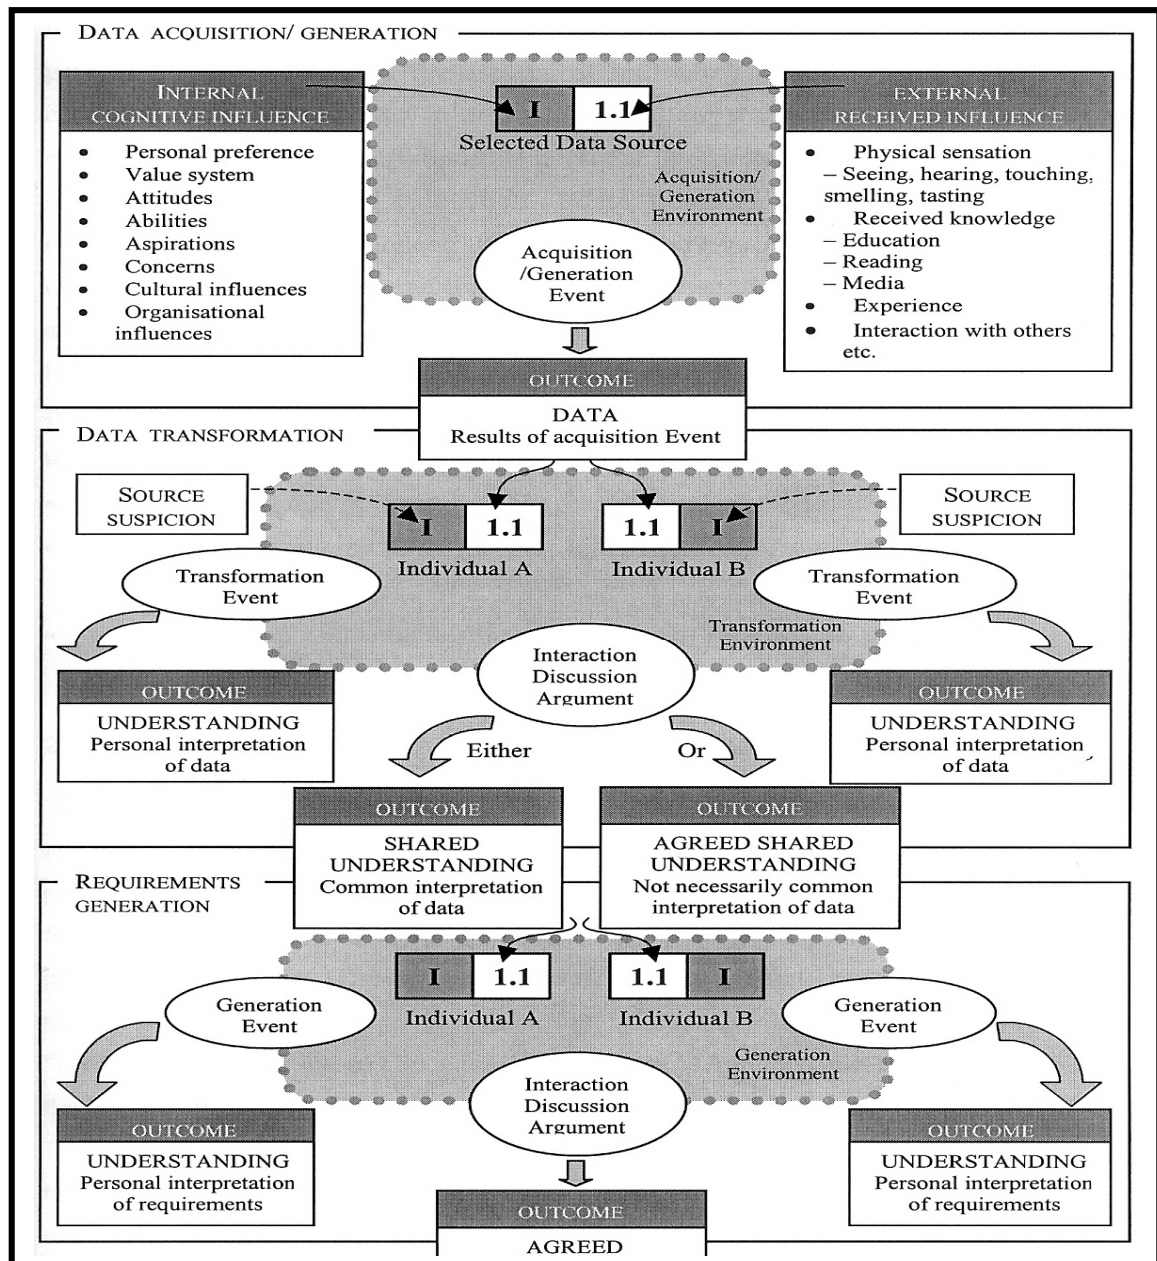 DATA ACQUISITION/ GENERATION
INTERNAL
COGNITIVE INFLUENCE
• Personal preference
• Value system
• Attitudes
• Abilities
• Aspirations
• Concerns
• Cultural influences
• Organisational
influences
I 1.1
Selected Data Source
Acquisition/
Generation
Environment
Acquisition
/Generation
Event
EXTERNAL
RECEIVED INFLUENCE
• Physical sensation
– Seeing, hearing, touching,
smelling, tasting
• Received knowledge
– Education
– Reading
– Media
• Experience
• Interaction with others
etc.
OUTCOME
DATA
Results of acquisition Event
DATA TRANSFORMATION
SOURCE
SUSPICION
I 1.1
Individual A
1.1 I
Individual B
SOURCE
SUSPICION
Transformation
Event
Transformation
Event
Transformation
Environment
Interaction
Discussion
Argument
OUTCOME
UNDERSTANDING
Personal interpretation
of data
Either
Or
OUTCOME
UNDERSTANDING
Personal interpretation
of data
OUTCOME
SHARED
UNDERSTANDING
Common interpretation
of data
OUTCOME
AGREED SHARED
UNDERSTANDING
Not necessarily common
interpretation of data
REQUIREMENTS
GENERATION
I 1.1
Individual A
1.1 I
Individual B
Generation
Event
Generation
Event
Generation
Environment
Interaction
Discussion
Argument
OUTCOME
UNDERSTANDING
Personal interpretation
of requirements
OUTCOME
UNDERSTANDING
Personal interpretation
of requirements
OUTCOME
AGREED